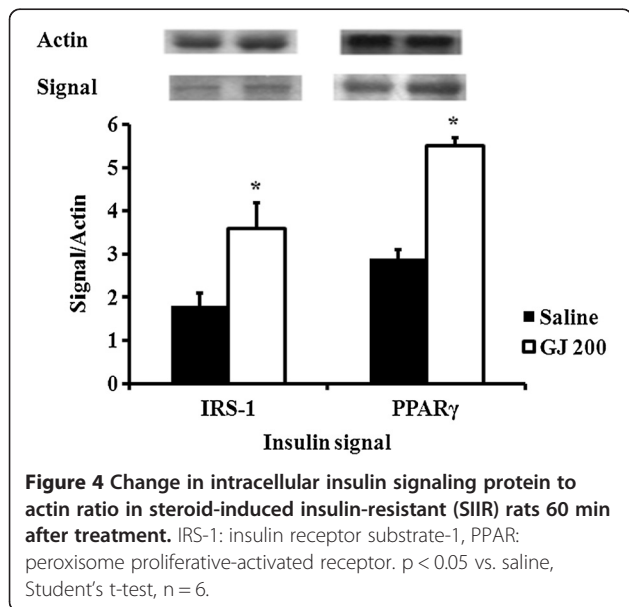 Actin
Signal
6
5
4
3
2
1
0
Signal/Actin
*
*
Saline
GJ 200
IRS-1 PPARγ
Insulin signal
Figure 4 Change in intracellular insulin signaling protein to
actin ratio in steroid-induced insulin-resistant (SIIR) rats 60 min
after treatment. IRS-1: insulin receptor substrate-1, PPAR:
peroxisome proliferative-activated receptor. p < 0.05 vs. saline,
Student's t-test, n = 6.